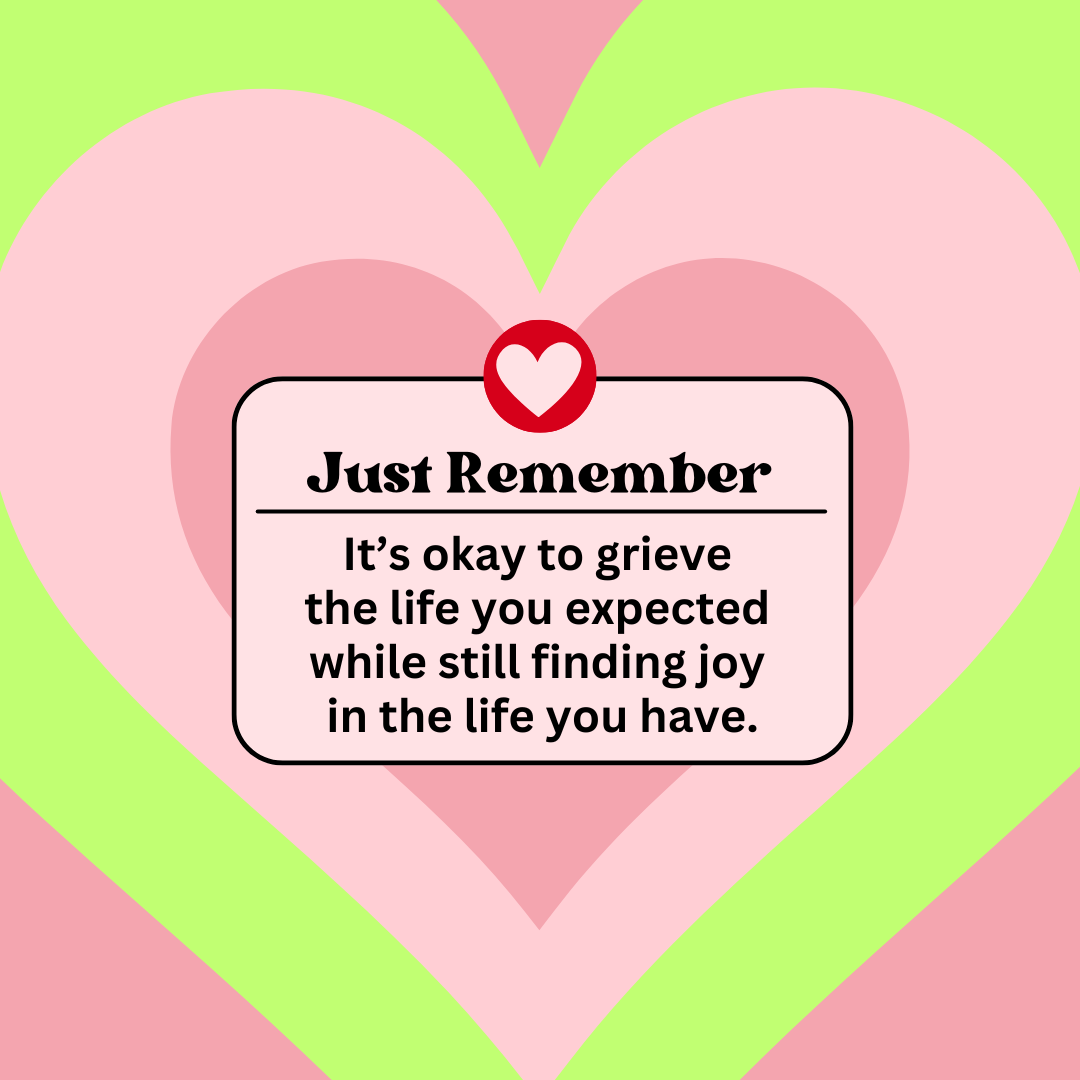 Just Remember
It’s okay to grieve
the life you expected
while still finding joy
in the life you have.